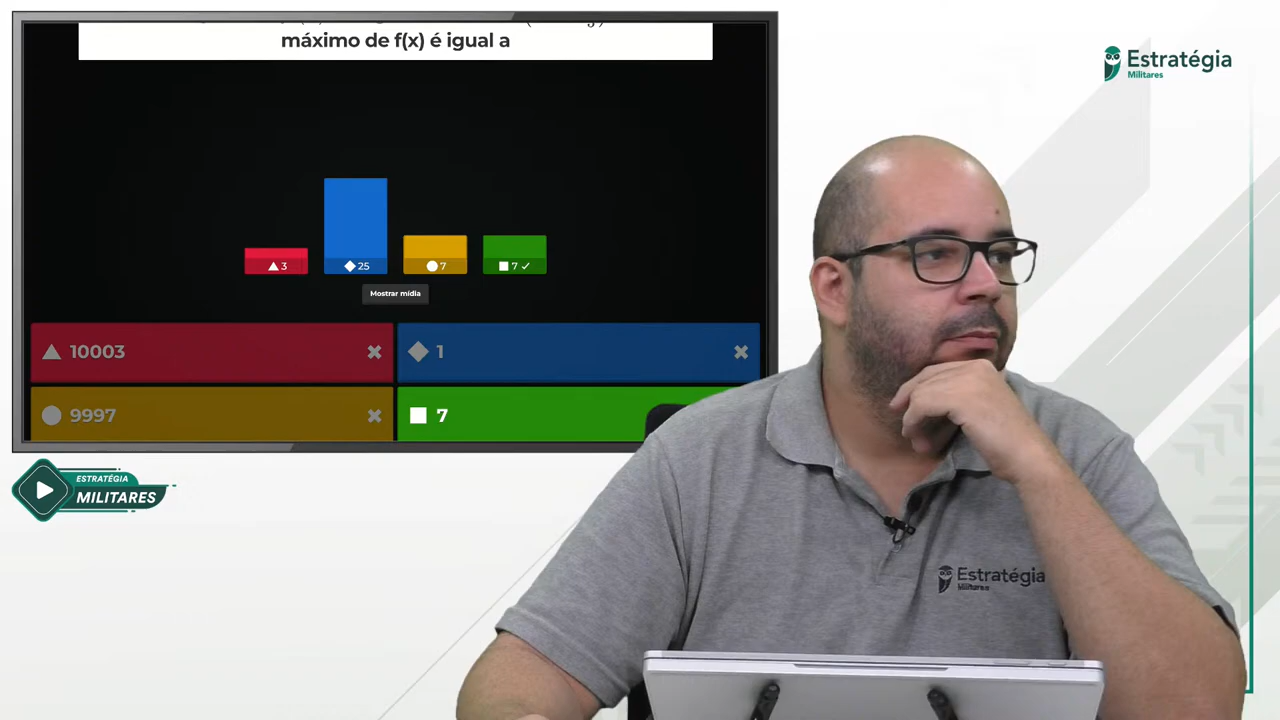 máximo de f(x) é igual a
3
25
7
7
Mostrar mídia
10003
1
9997
7
Estratégia
Militares
ESTRATÉGIA
MILITARES
Estratégia
Militares